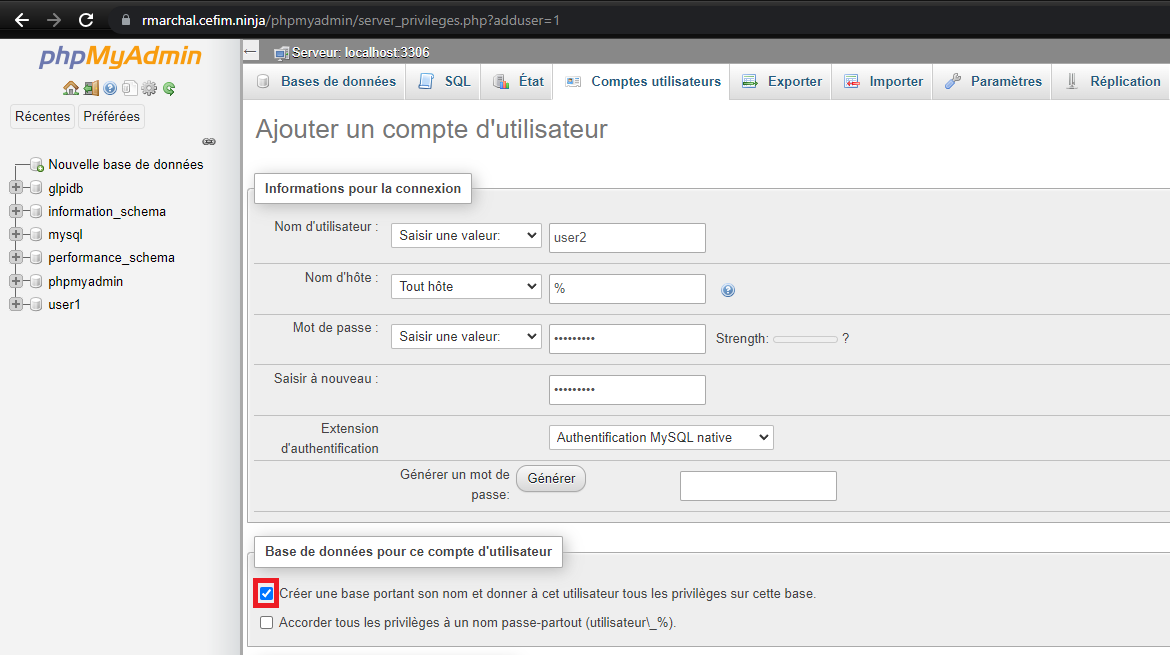 rmarchal.cefim.ninja/phpmyadmin/server_privileges.php?adduser=1
phpMyAdmin
Récentes Préférées
Nouvelle base de données
glpidb
information_schema
mysql
performance_schema
phpmyadmin
user1
Serveur: localhost:3306
Bases de données SQL État Comptes utilisateurs Exporter Importer Paramètres Réplication
Ajouter un compte d'utilisateur
Informations pour la connexion
Nom d'utilisateur : Saisir une valeur: user2
Nom d'hôte : Tout hôte %
Mot de passe : Saisir une valeur: ••••••••• Strength: ?
Saisir à nouveau : •••••••••
Extension
d'authentification
Authentification MySQL native
Générer un mot de
passe:
Générer
Base de données pour ce compte d'utilisateur
Créer une base portant son nom et donner à cet utilisateur tous les privilèges sur cette base.
Accorder tous les privilèges à un nom passe-partout (utilisateur\_%).